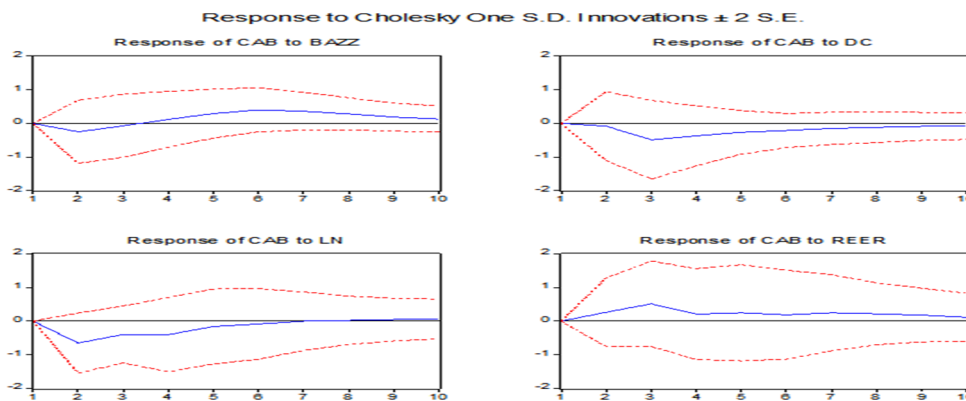 Response to Cholesky One S.D. Innovations ± 2 S.E.
Response of CAB to BAZZ
2
1
0
-1
-2
1 2 3 4 5 6 7 8 9 10
Response of CAB to DC
2
1
0
-1
-2
1 2 3 4 5 6 7 8 9 10
Response of CAB to LN
2
1
0
-1
-2
1 2 3 4 5 6 7 8 9 10
Response of CAB to REER
2
1
0
-1
-2
1 2 3 4 5 6 7 8 9 10